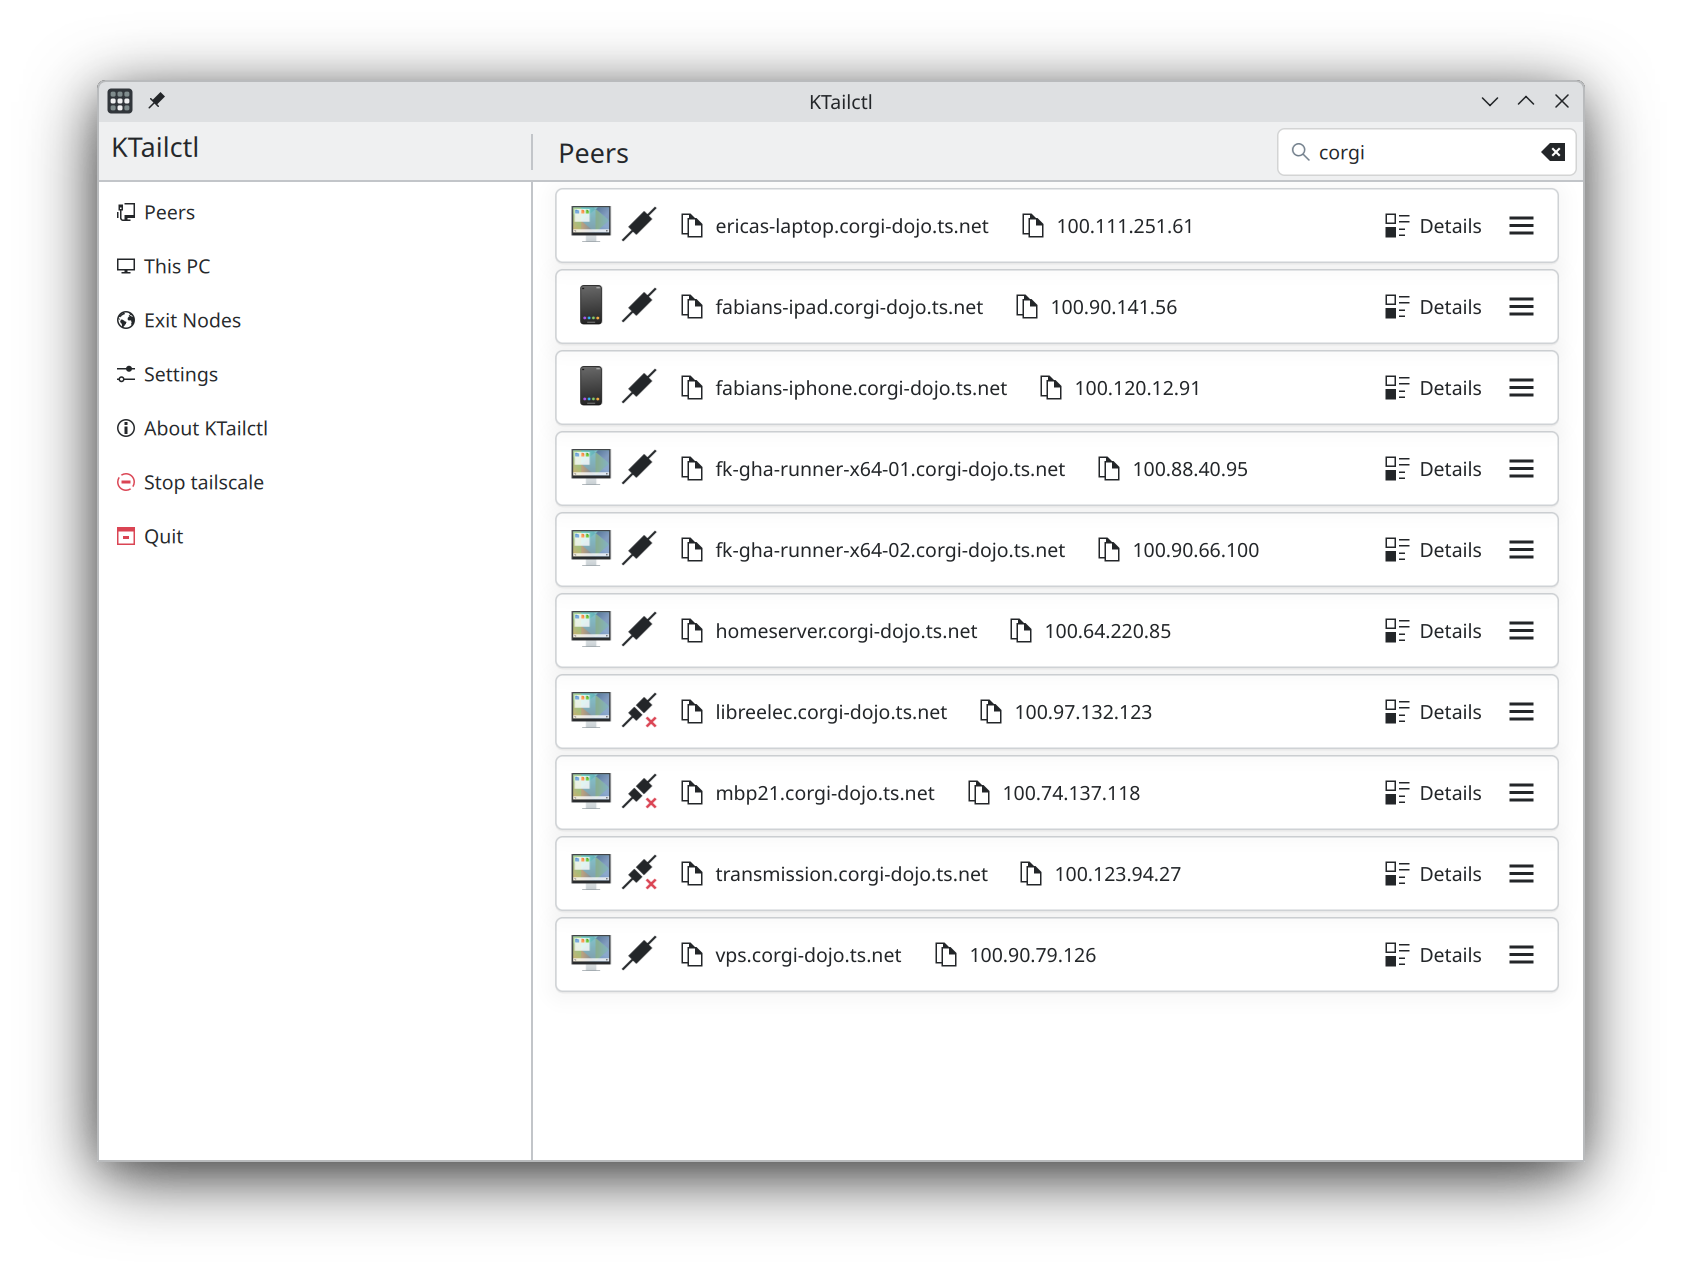 KTailctl
KTailctl
Peers
corgi
Peers
This PC
Exit Nodes
Settings
About KTailctl
Stop tailscale
Quit
ericas-laptop.corgi-dojo.ts.net 100.111.251.61 Details
fabians-ipad.corgi-dojo.ts.net 100.90.141.56 Details
fabians-iphone.corgi-dojo.ts.net 100.120.12.91 Details
fk-gha-runner-x64-01.corgi-dojo.ts.net 100.88.40.95 Details
fk-gha-runner-x64-02.corgi-dojo.ts.net 100.90.66.100 Details
homeserver.corgi-dojo.ts.net 100.64.220.85 Details
libreelec.corgi-dojo.ts.net 100.97.132.123 Details
mbp21.corgi-dojo.ts.net 100.74.137.118 Details
transmission.corgi-dojo.ts.net 100.123.94.27 Details
vps.corgi-dojo.ts.net 100.90.79.126 Details